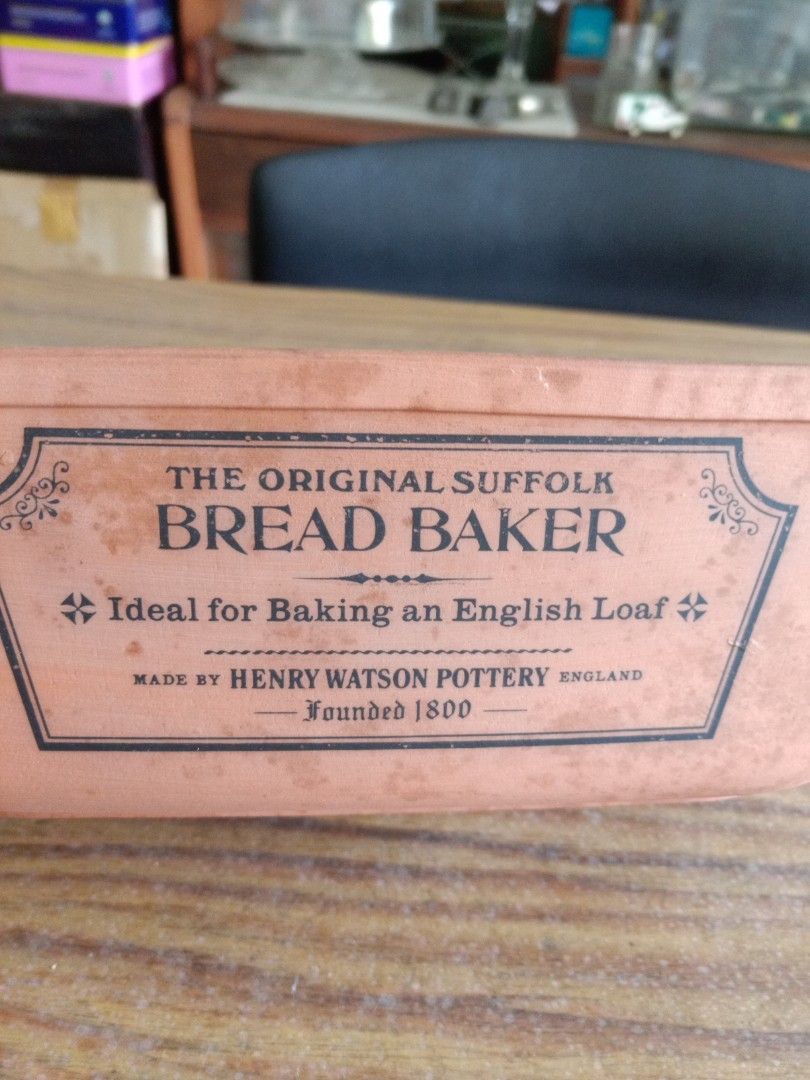 THE ORIGINAL SUFFOLK
BREAD BAKER
Ideal for Baking an English Loaf
MADE BY HENRY WATSON POTTERY ENGLAND
Founded 1800